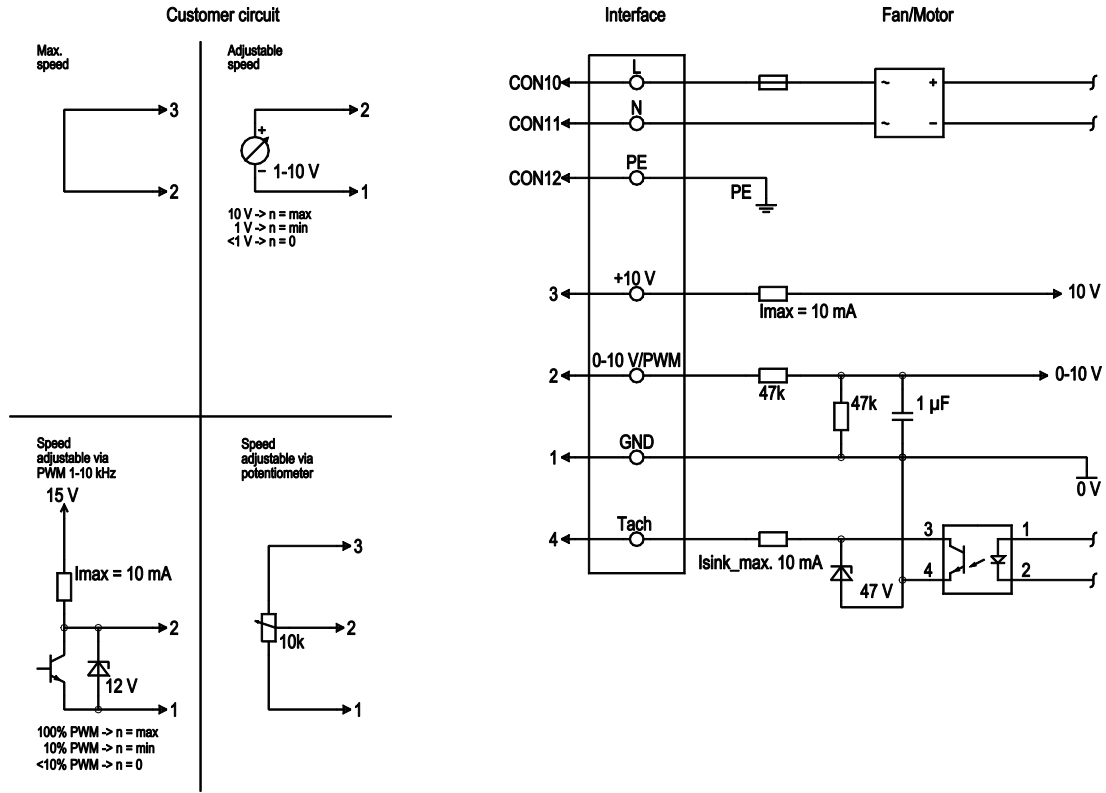 Customer circuit
Interface
Fan/Motor
Max.
speed
3
2
Adjustable
speed
2
+
–
1-10 V
1
10 V -> n = max
1 V -> n = min
<1 V -> n = 0
Speed
adjustable via
PWM 1-10 kHz
15 V
Imax = 10 mA
2
12 V
1
100% PWM -> n = max
10% PWM -> n = min
<10% PWM -> n = 0
Speed
adjustable via
potentiometer
3
2
10k
1
L
CON10
~ +
N
CON11
~ –
PE
CON12
PE
+10 V
3
10 V
Imax = 10 mA
0-10 V/PWM
2
0-10 V
47k
47k
1 µF
GND
1
0 V
Tach
4
3
1
Isink_max. 10 mA
4
2
47 V